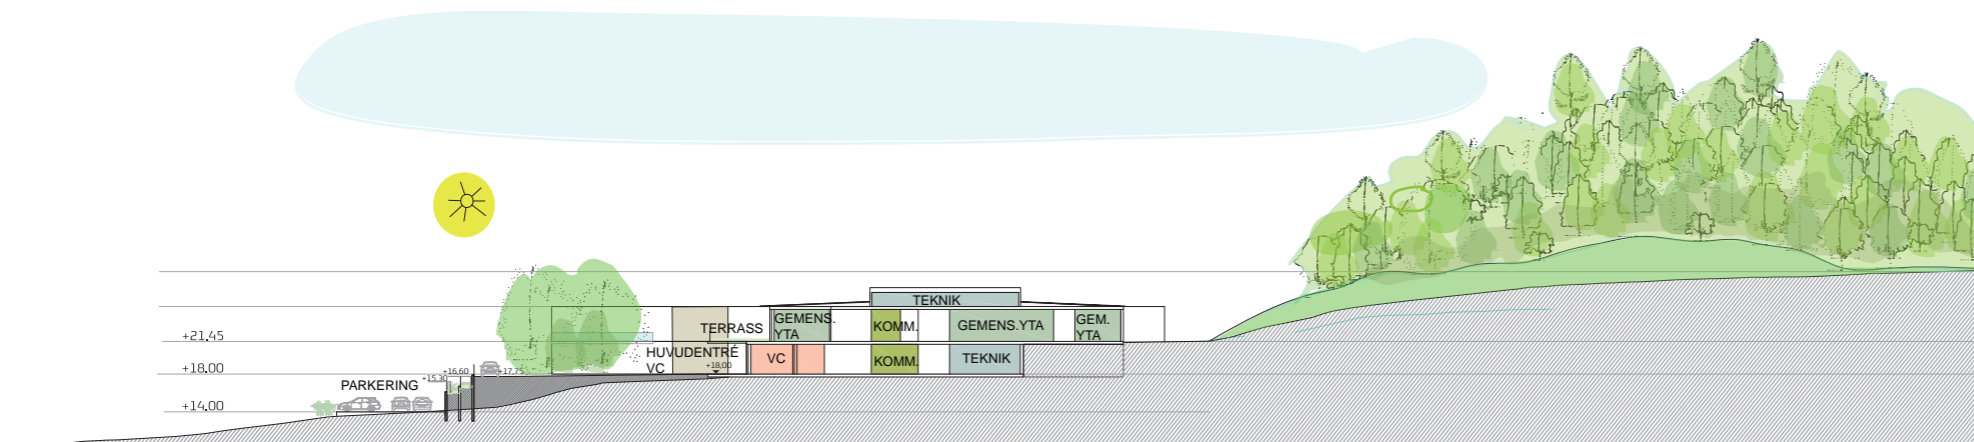 TEKNIK
TERRASS
GEMENS.
YTA
KOMM.
GEMENS.YTA
GEM.
YTA
+21.45
HUVUDENTRÉ
VC
+18.00
VC
KOMM.
TEKNIK
+18.00
+16,60
+17,75
+15,30
PARKERING
+14.00